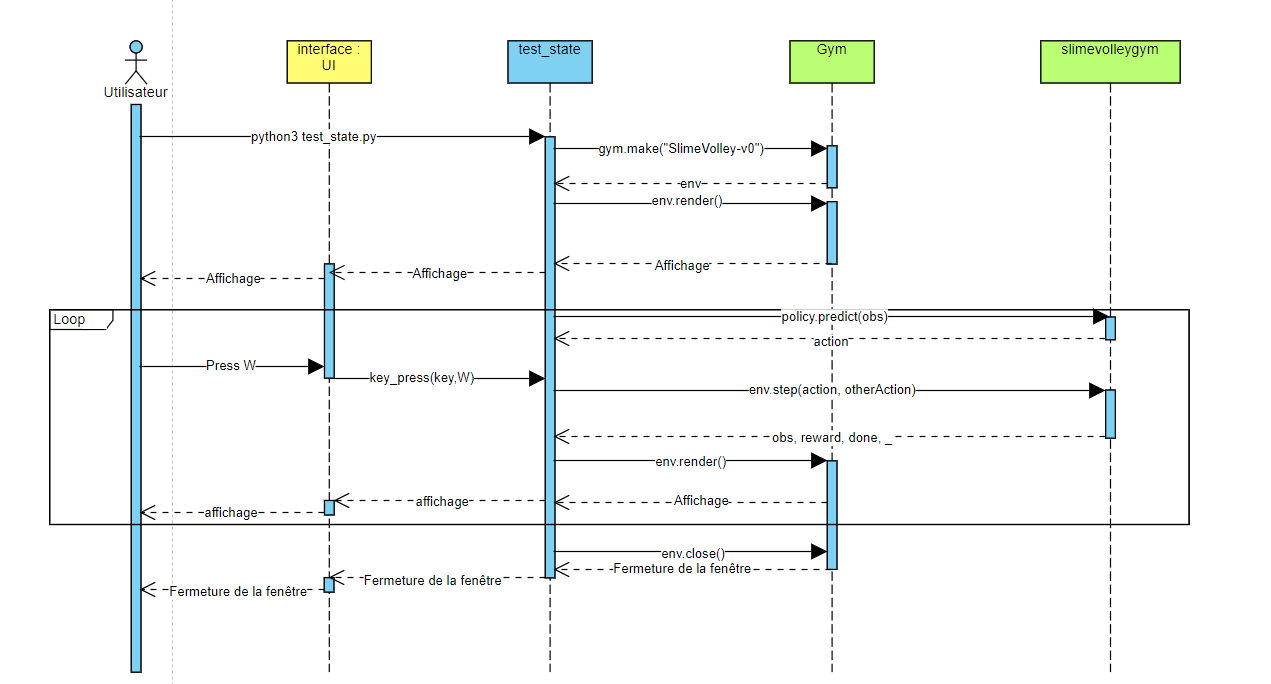 interface :
UI
test_state
Gym
slimevolleygym
Utilisateur
python3 test_state.py
gym.make("SlimeVolley-v0")
env
env.render()
Affichage
Affichage
Affichage
Loop
policy.predict(obs)
action
Press W
key_press(key,W)
env.step(action, otherAction)
obs, reward, done, _
env.render()
Affichage
affichage
affichage
env.close()
Fermeture de la fenêtre
Fermeture de la fenêtre
Fermeture de la fenêtre